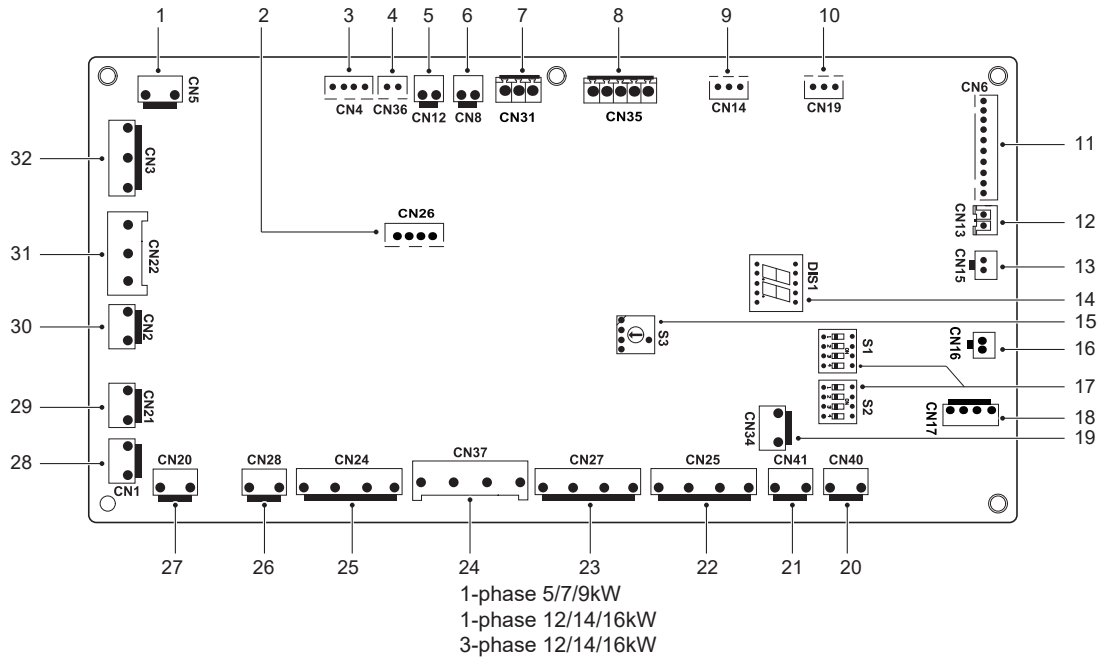 1 2 3 4 5 6 7 8 9 10
CN5
CN4 CN36 CN12 CN8 CN31 CN35 CN14 CN19 CN6
11
32 CN3
CN26
2
CN13 12
31 CN22
CN15 13
DIS1 14
30 CN2
S3 15
S1 CN16 16
17
29 CN21
S2 CN17 18
CN34 19
28 CN1
CN20 CN28 CN24 CN37 CN27 CN25 CN41 CN40
27 26 25 24 23 22 21 20
1-phase 5/7/9kW
1-phase 12/14/16kW
3-phase 12/14/16kW